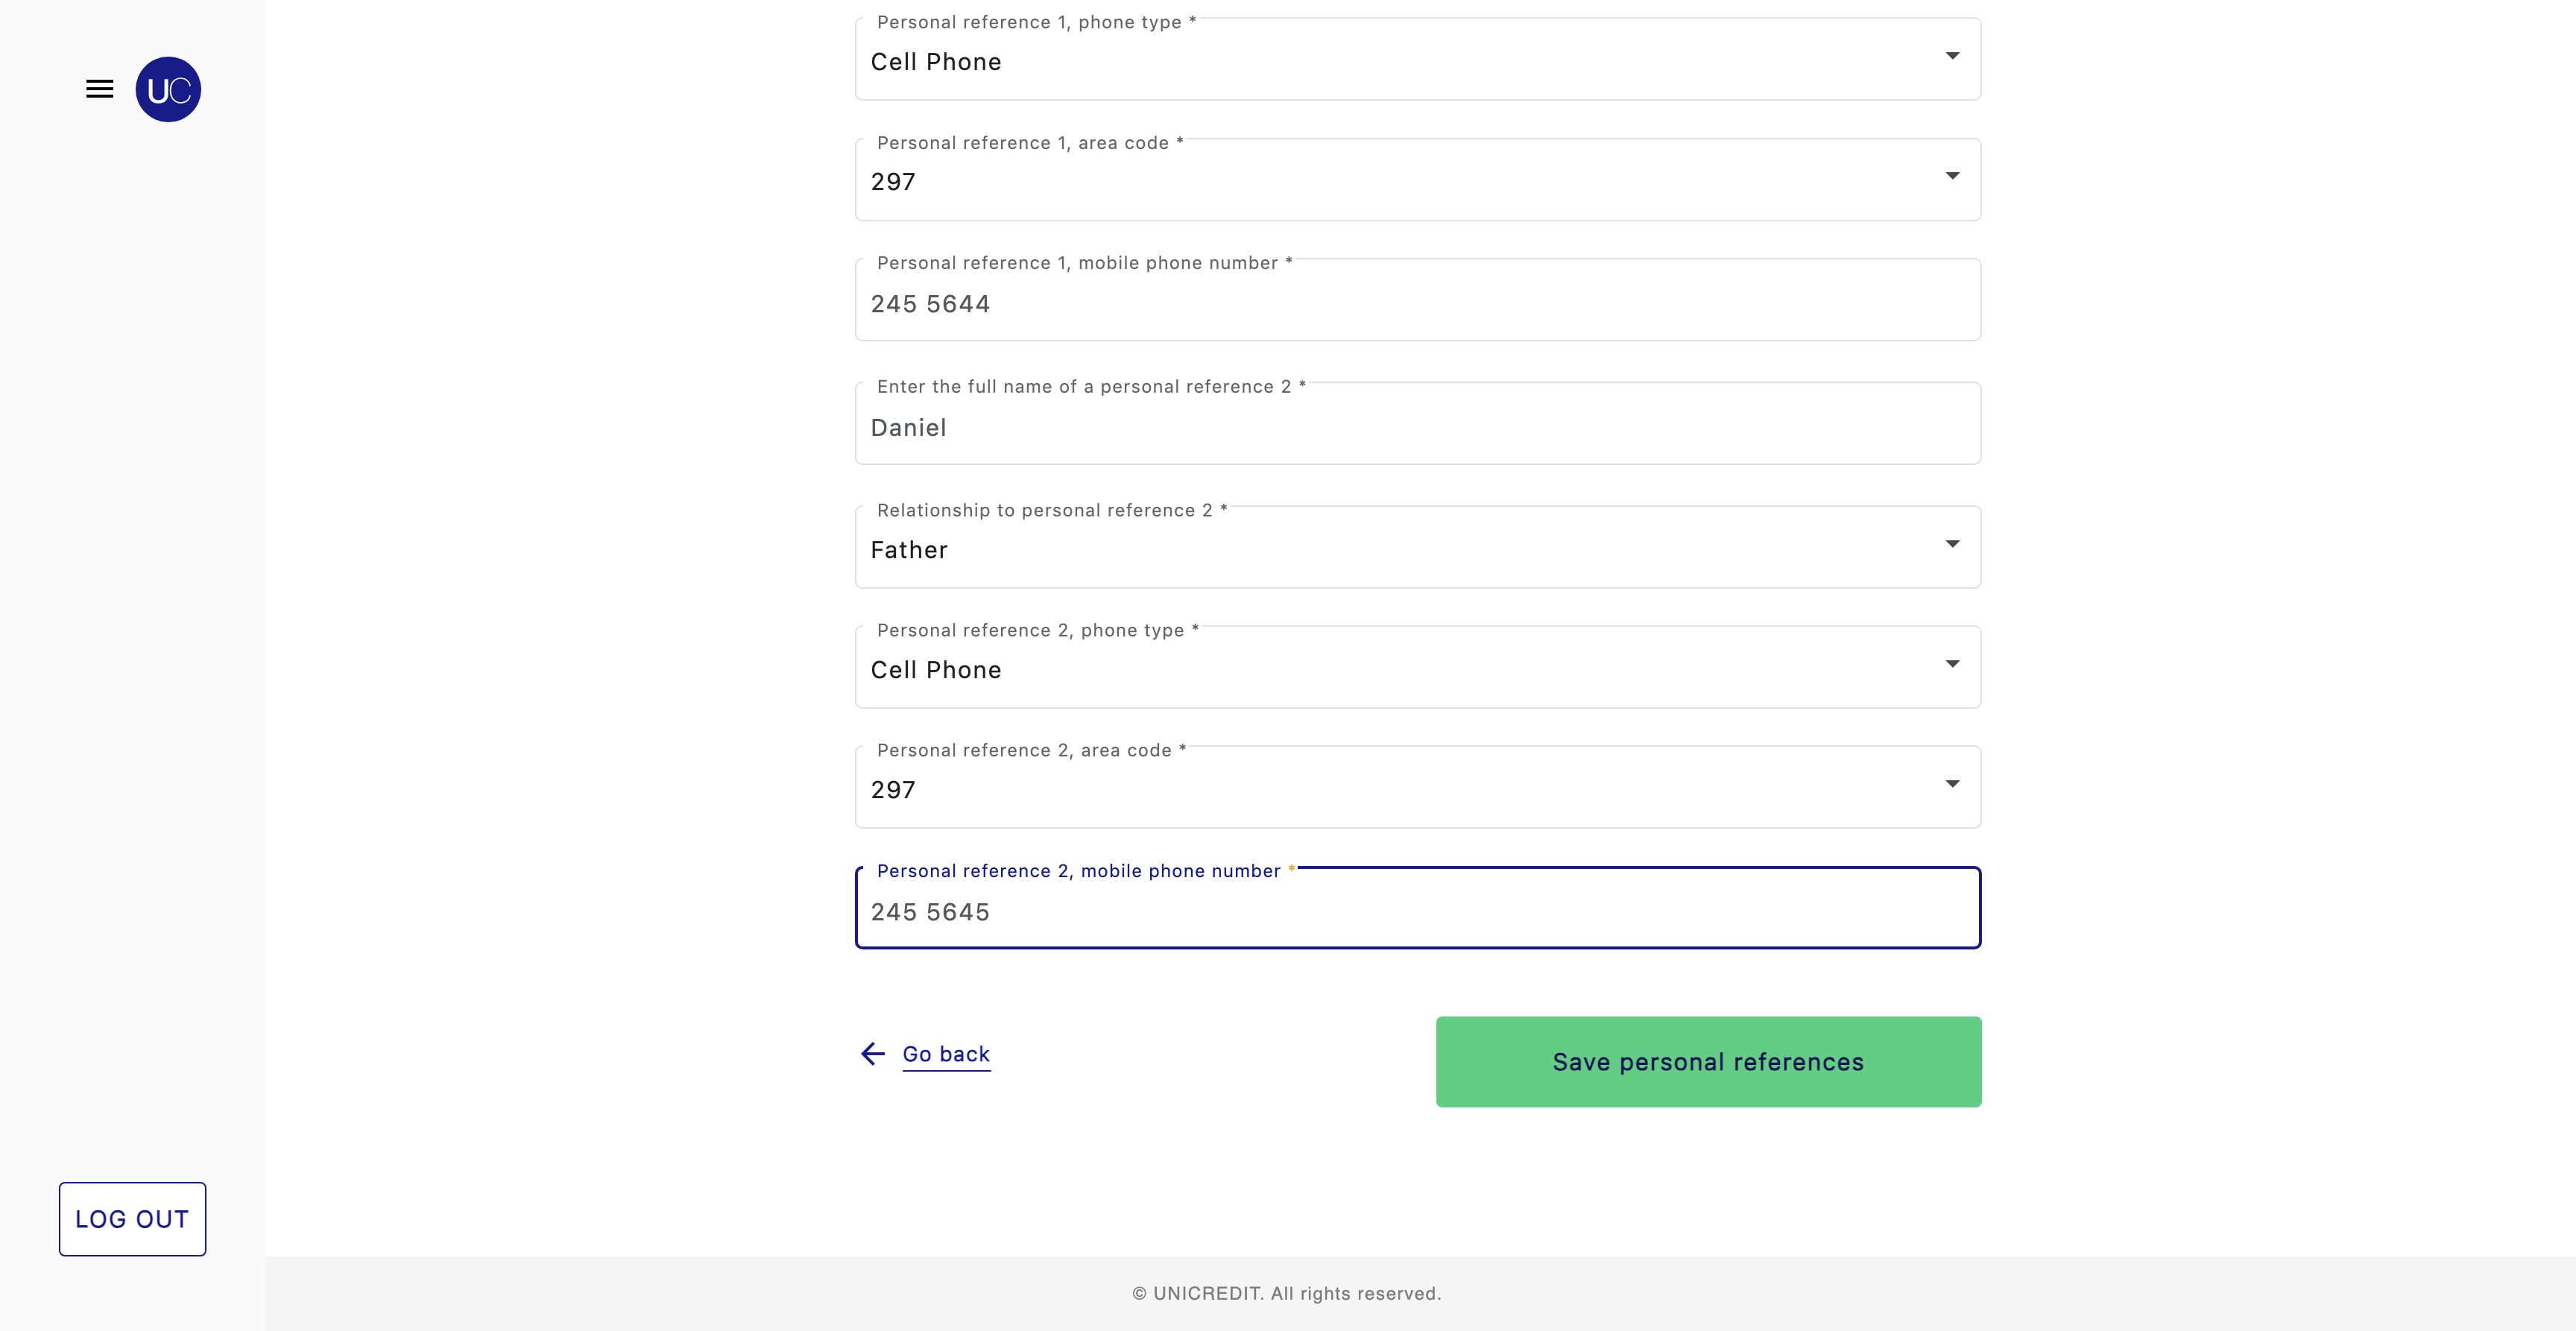 UC
Personal reference 1, phone type *
Cell Phone
Personal reference 1, area code *
297
Personal reference 1, mobile phone number *
245 5644
Enter the full name of a personal reference 2 *
Daniel
Relationship to personal reference 2 *
Father
Personal reference 2, phone type *
Cell Phone
Personal reference 2, area code *
297
Personal reference 2, mobile phone number *
245 5645
Go back
Save personal references
LOG OUT
© UNICREDIT. All rights reserved.